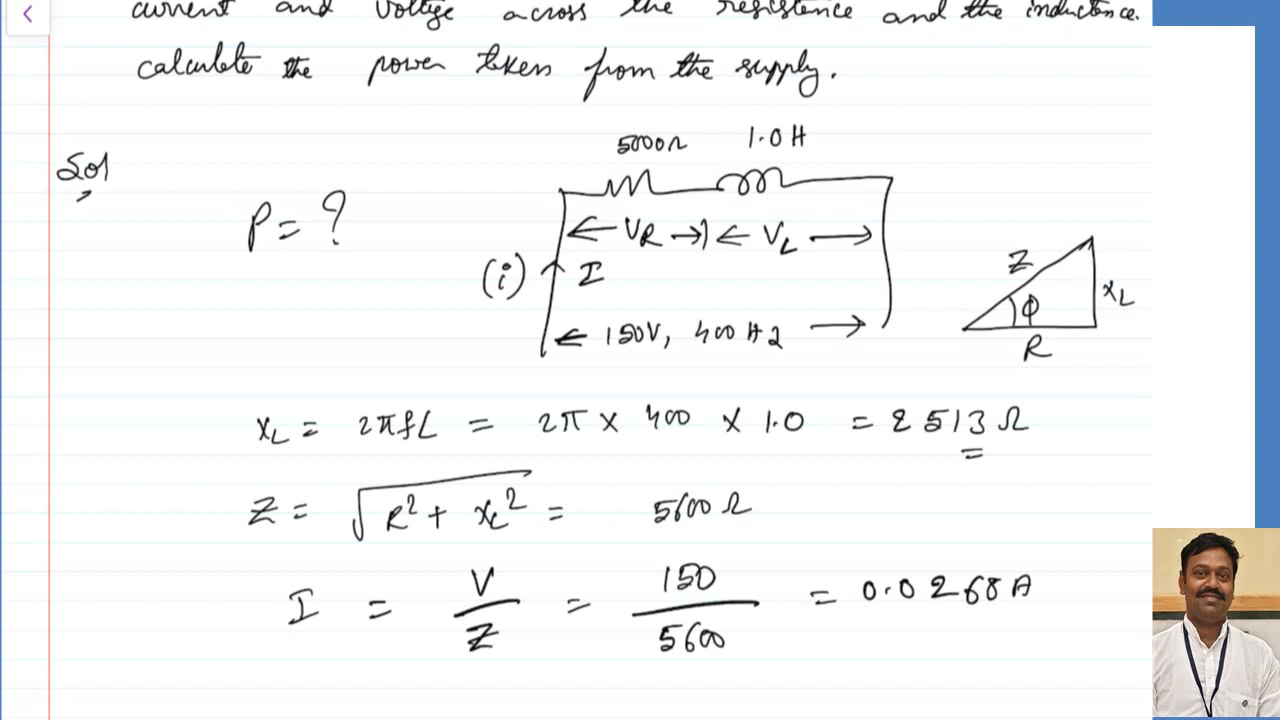 current and voltge across the resistence and the inductance.
calculate the power taken from the supply.
Sol
5000Ω 1.0 H
P = ?
VR VL
(i) I
Z
XL
ϕ
150V, 400 Hz
R
XL = 2πfL = 2π × 400 × 1.0 = 2513 Ω
Z = √R² + XL² = 5600 Ω
I = V/Z = 150/5600 = 0.0268 A